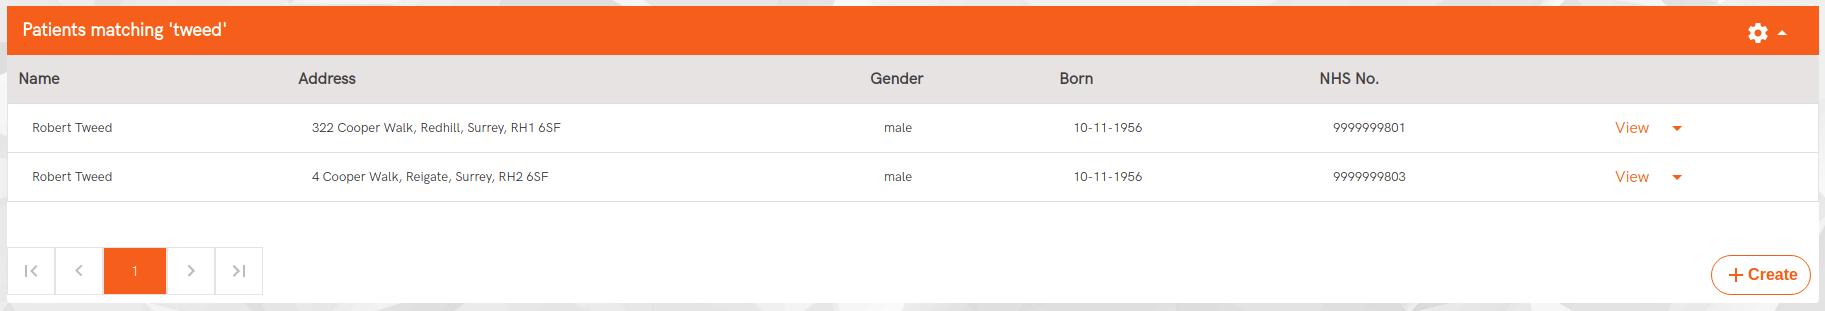 Patients matching 'tweed'
Name Address Gender Born NHS No.
Robert Tweed 322 Cooper Walk, Redhill, Surrey, RH1 6SF male 10-11-1956 9999999801 View
Robert Tweed 4 Cooper Walk, Reigate, Surrey, RH2 6SF male 10-11-1956 9999999803 View
1
Create